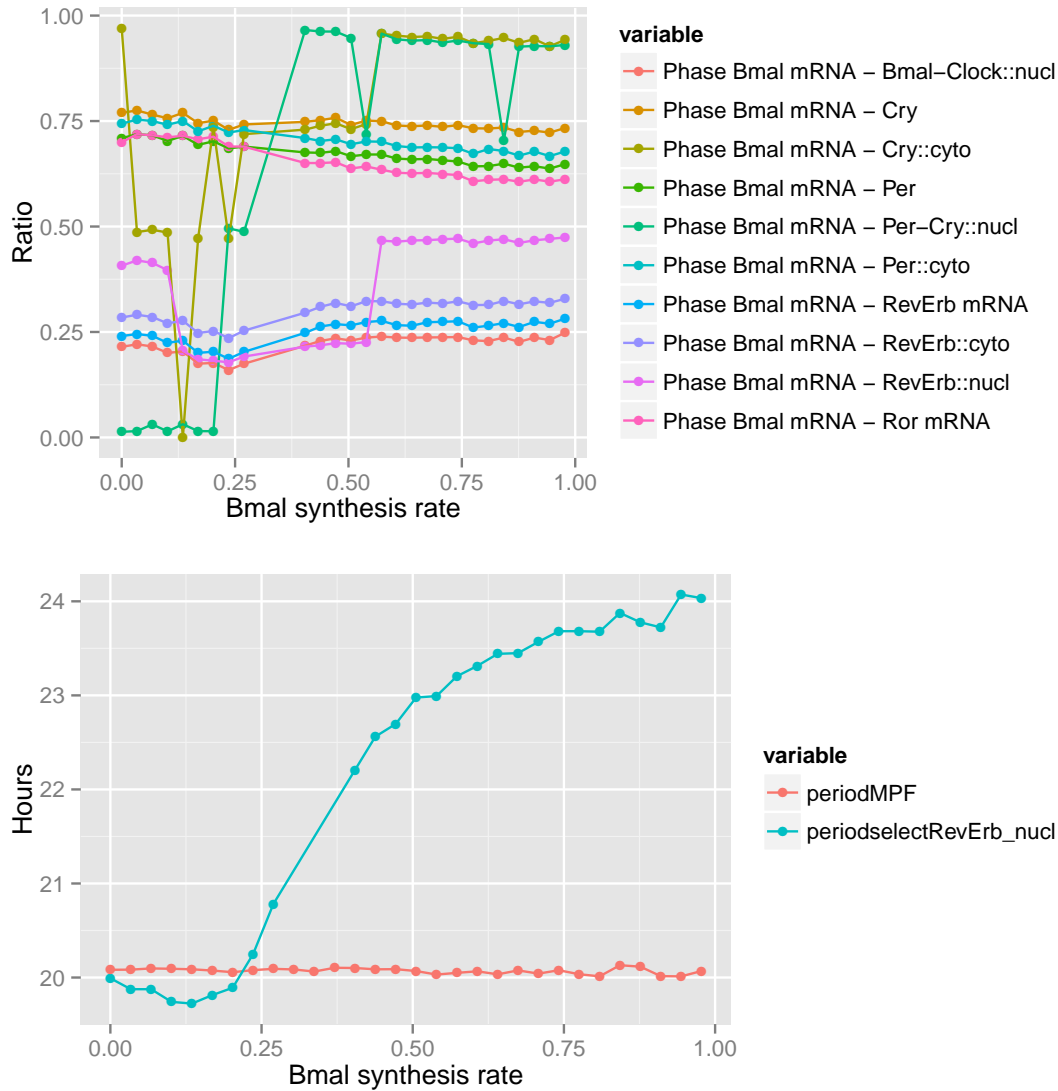 1.00
0.75
0.50
0.25
0.00
Ratio
0.00 0.25 0.50 0.75 1.00
Bmal synthesis rate
variable
Phase Bmal mRNA − Bmal−Clock::nucl
Phase Bmal mRNA − Cry
Phase Bmal mRNA − Cry::cyto
Phase Bmal mRNA − Per
Phase Bmal mRNA − Per−Cry::nucl
Phase Bmal mRNA − Per::cyto
Phase Bmal mRNA − RevErb mRNA
Phase Bmal mRNA − RevErb::cyto
Phase Bmal mRNA − RevErb::nucl
Phase Bmal mRNA − Ror mRNA
24
23
22
21
20
Hours
0.00 0.25 0.50 0.75 1.00
Bmal synthesis rate
variable
periodMPF
periodselectRevErb_nucl